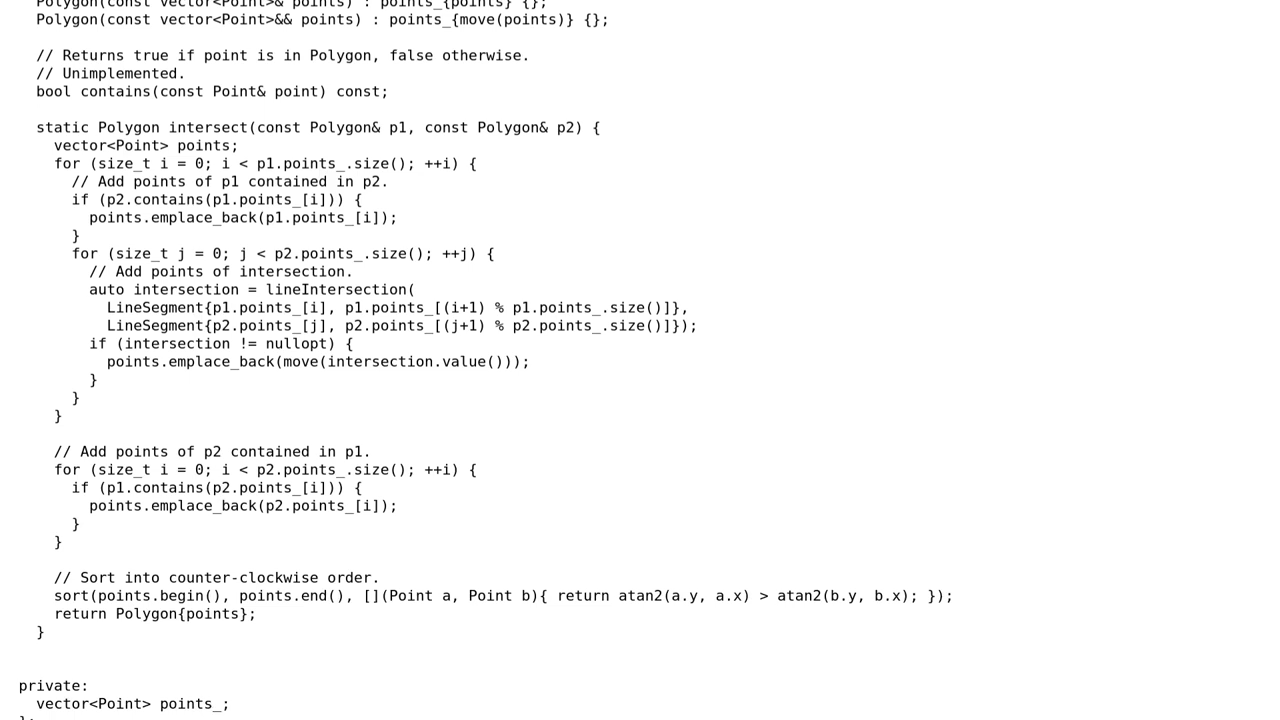 Polygon(const vector<Point>& points) : points_{points} {};
Polygon(const vector<Point>&& points) : points_{move(points)} {};
// Returns true if point is in Polygon, false otherwise.
// Unimplemented.
bool contains(const Point& point) const;
static Polygon intersect(const Polygon& p1, const Polygon& p2) {
vector<Point> points;
for (size_t i = 0; i < p1.points_.size(); ++i) {
// Add points of p1 contained in p2.
if (p2.contains(p1.points_[i])) {
points.emplace_back(p1.points_[i]);
}
for (size_t j = 0; j < p2.points_.size(); ++j) {
// Add points of intersection.
auto intersection = lineIntersection(
LineSegment{p1.points_[i], p1.points_[(i+1) % p1.points_.size()]},
LineSegment{p2.points_[j], p2.points_[(j+1) % p2.points_.size()]});
if (intersection != nullopt) {
points.emplace_back(move(intersection.value()));
}
}
}
// Add points of p2 contained in p1.
for (size_t i = 0; i < p2.points_.size(); ++i) {
if (p1.contains(p2.points_[i])) {
points.emplace_back(p2.points_[i]);
}
}
// Sort into counter-clockwise order.
sort(points.begin(), points.end(), [](Point a, Point b){ return atan2(a.y, a.x) > atan2(b.y, b.x); });
return Polygon{points};
}
private:
vector<Point> points_;
};